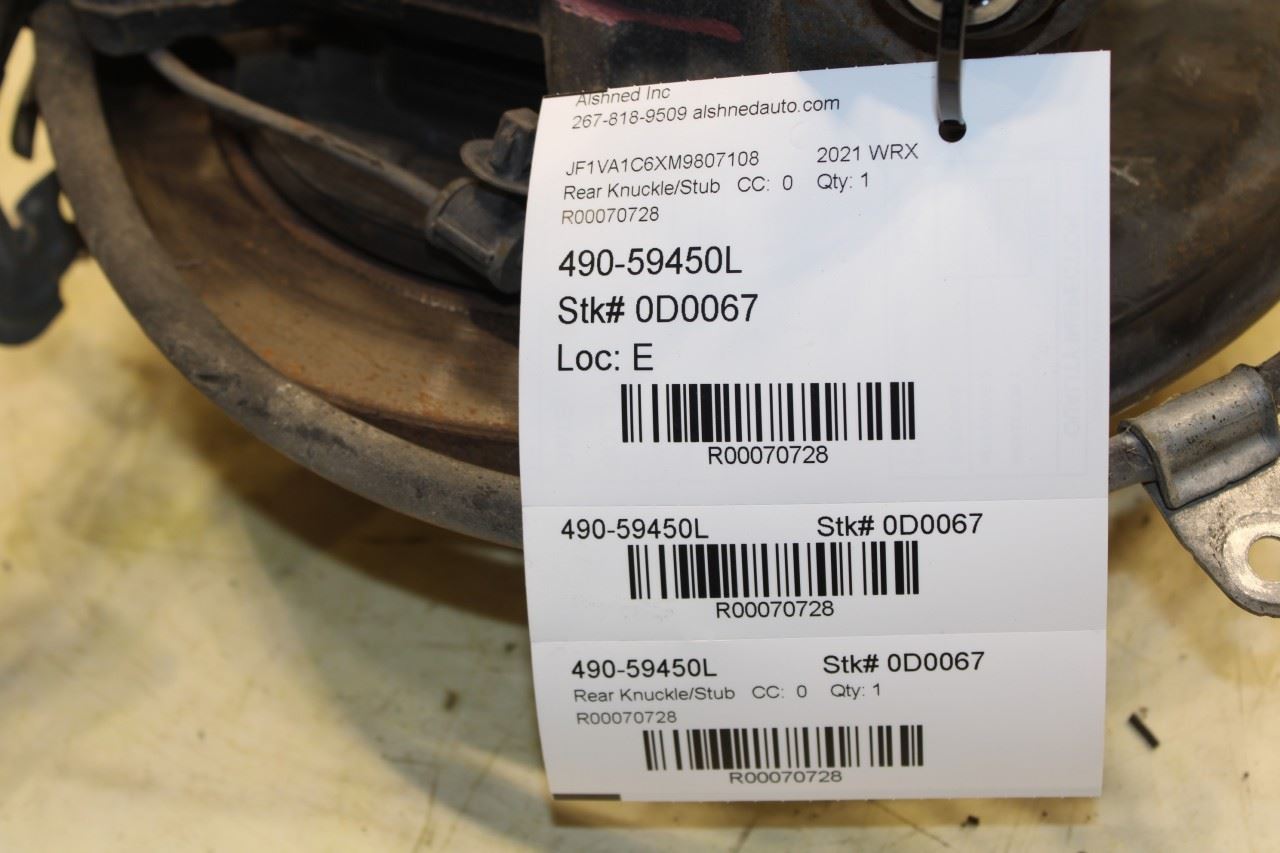 Alshned Inc
267-818-9509 alshnedauto.com
JF1VA1C6XM9807108 2021 WRX
Rear Knuckle/Stub CC: 0 Qty: 1
R00070728
490-59450L
Stk# 0D0067
Loc: E
R00070728
490-59450L Stk# 0D0067
R00070728
490-59450L Stk# 0D0067
Rear Knuckle/Stub CC: 0 Qty: 1
R00070728
R00070728